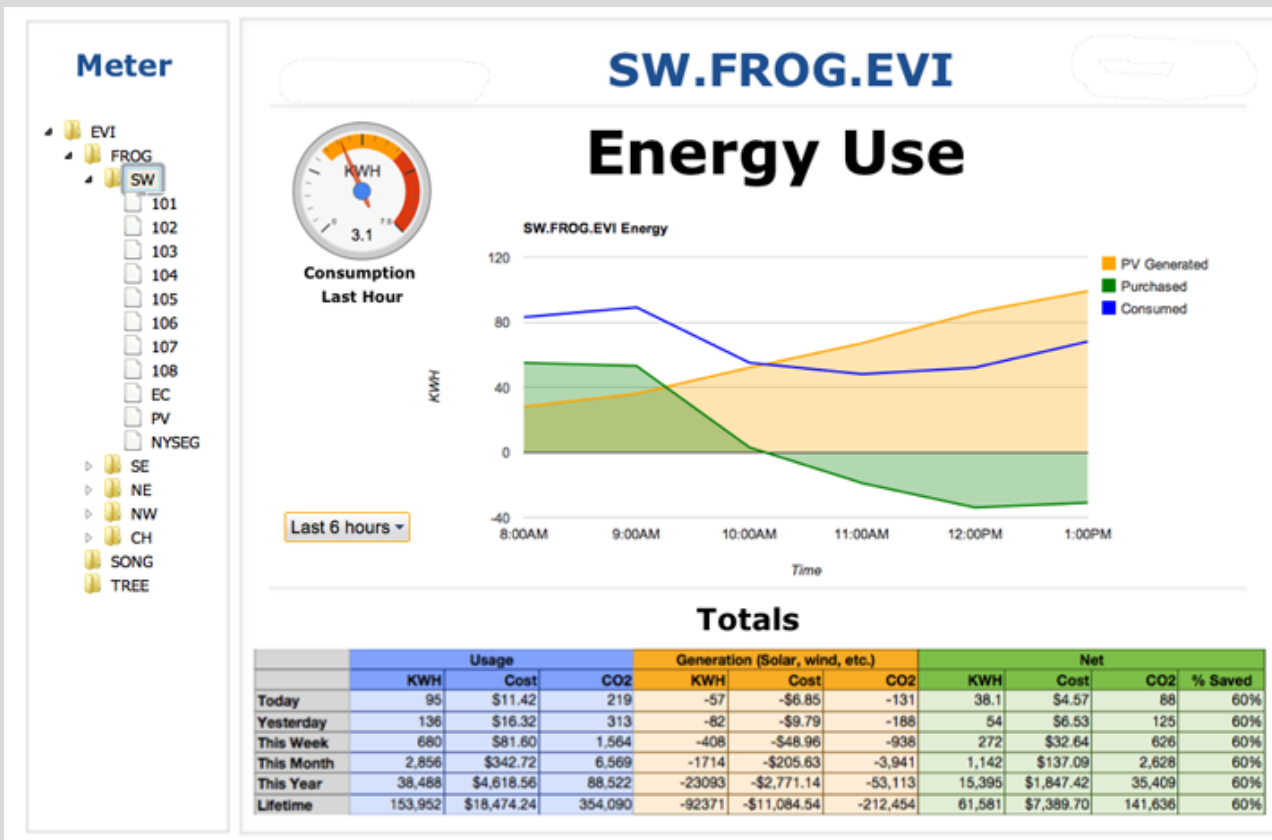 Meter
EVI
FROG
SW
101
102
103
104
105
106
107
108
EC
PV
NYSEG
SE
NE
NW
CH
SONG
TREE
SW.FROG.EVI
Energy Use
KWH
0 7.5
3.1
Consumption
Last Hour
Last 6 hours
SW.FROG.EVI Energy
120
80
40
0
-40
KWH
8:00AM 9:00AM 10:00AM 11:00AM 12:00PM 1:00PM
Time
PV Generated
Purchased
Consumed
Totals
Usage Generation (Solar, wind, etc.) Net
KWH Cost CO2 KWH Cost CO2 KWH Cost CO2 % Saved
Today 95 $11.42 219 -57 -$6.85 -131 38.1 $4.57 88 60%
Yesterday 136 $16.32 313 -82 -$9.79 -188 54 $6.53 125 60%
This Week 680 $81.60 1,564 -408 -$48.96 -938 272 $32.64 626 60%
This Month 2,856 $342.72 6,569 -1714 -$205.63 -3,941 1,142 $137.09 2,628 60%
This Year 38,488 $4,618.56 88,522 -23093 -$2,771.14 -53,113 15,395 $1,847.42 35,409 60%
Lifetime 153,952 $18,474.24 354,090 -92371 -$11,084.54 -212,454 61,581 $7,389.70 141,636 60%